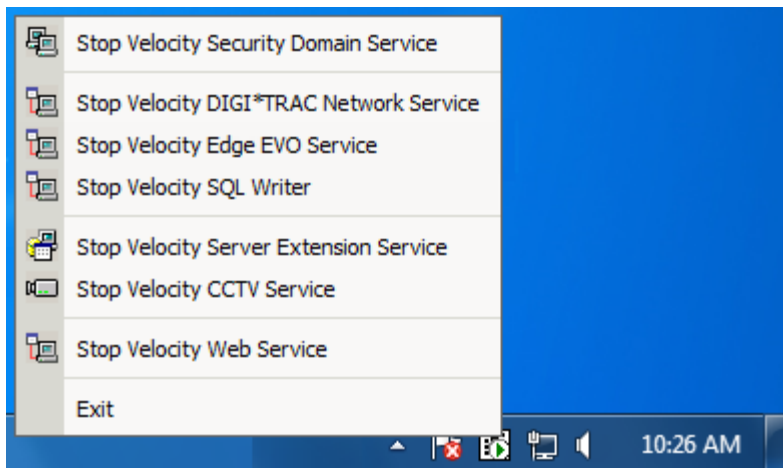 Stop Velocity Security Domain Service
Stop Velocity DIGI*TRAC Network Service
Stop Velocity Edge EVO Service
Stop Velocity SQL Writer
Stop Velocity Server Extension Service
Stop Velocity CCTV Service
Stop Velocity Web Service
Exit
10:26 AM